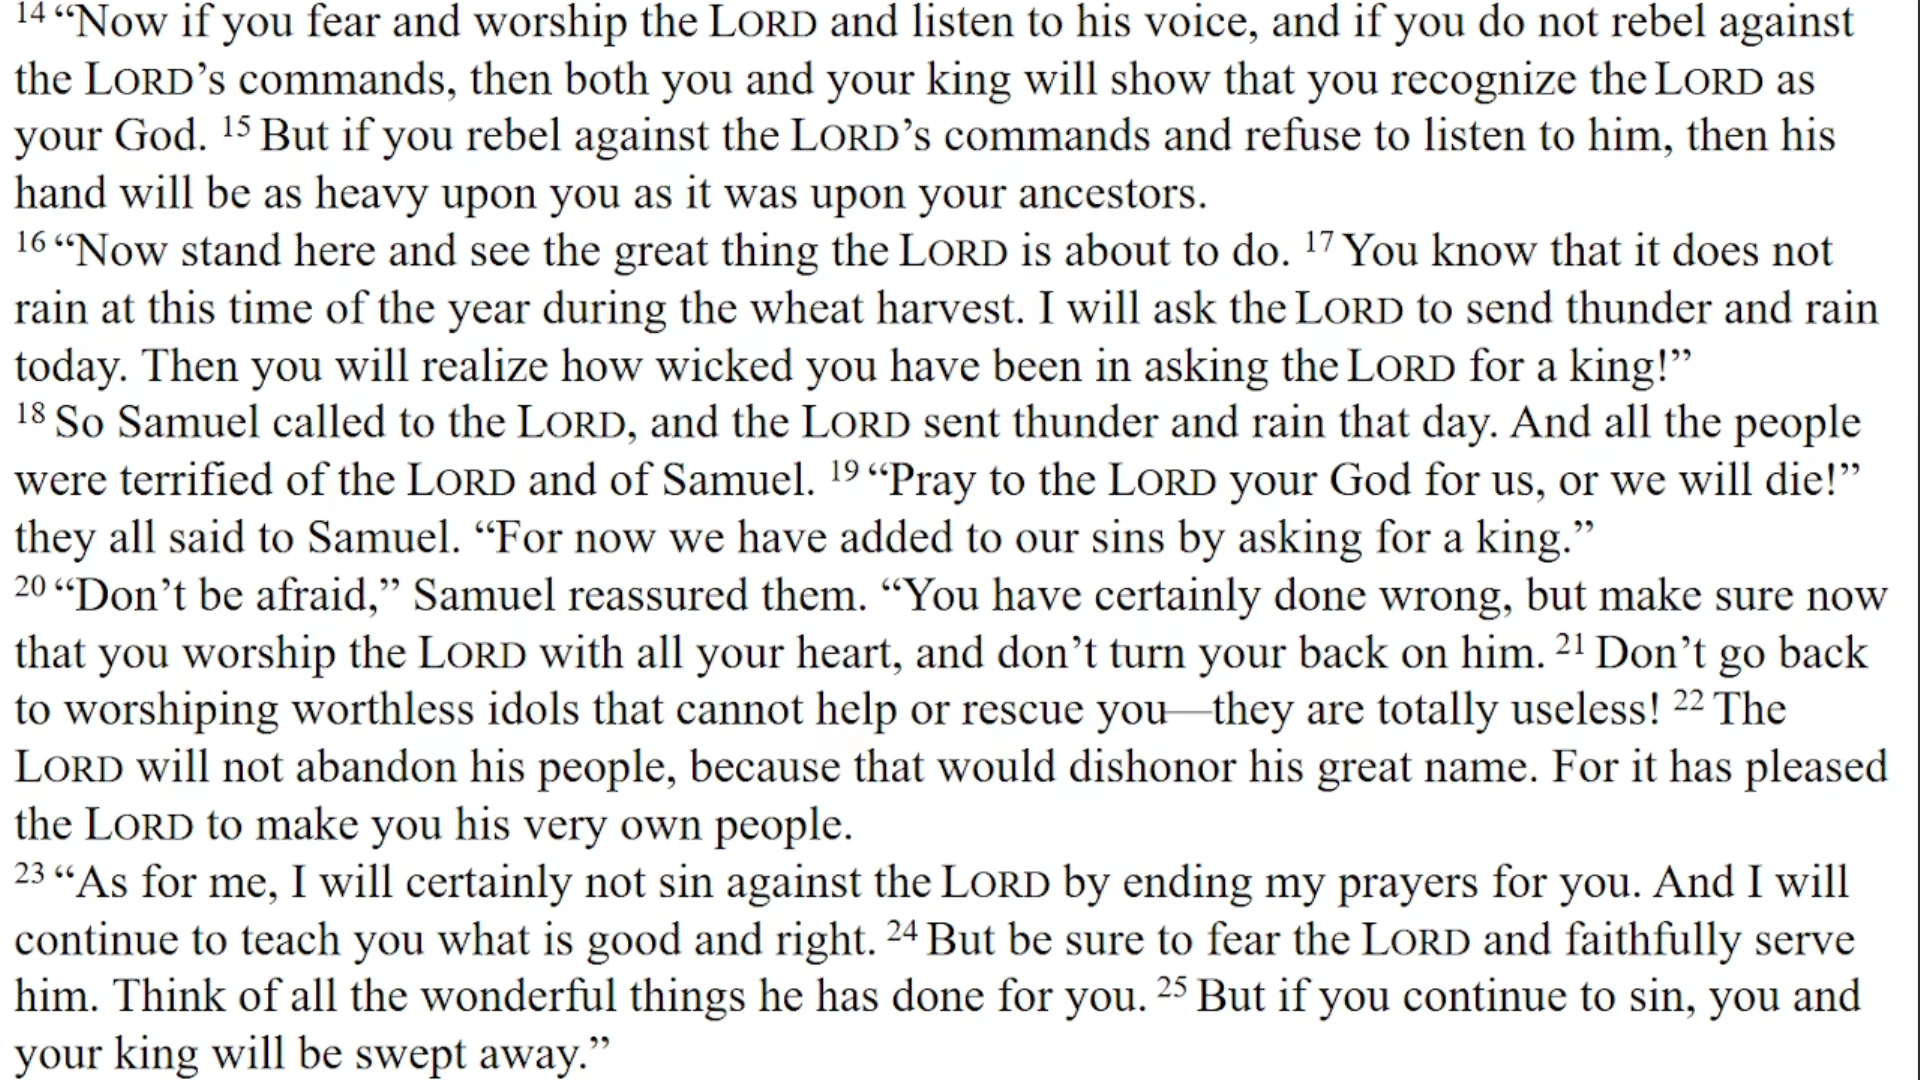 14 “Now if you fear and worship the LORD and listen to his voice, and if you do not rebel against
the LORD’s commands, then both you and your king will show that you recognize the LORD as
your God. 15 But if you rebel against the LORD’s commands and refuse to listen to him, then his
hand will be as heavy upon you as it was upon your ancestors.
16 “Now stand here and see the great thing the LORD is about to do. 17 You know that it does not
rain at this time of the year during the wheat harvest. I will ask the LORD to send thunder and rain
today. Then you will realize how wicked you have been in asking the LORD for a king!”
18 So Samuel called to the LORD, and the LORD sent thunder and rain that day. And all the people
were terrified of the LORD and of Samuel. 19 “Pray to the LORD your God for us, or we will die!”
they all said to Samuel. “For now we have added to our sins by asking for a king.”
20 “Don’t be afraid,” Samuel reassured them. “You have certainly done wrong, but make sure now
that you worship the LORD with all your heart, and don’t turn your back on him. 21 Don’t go back
to worshiping worthless idols that cannot help or rescue you—they are totally useless! 22 The
LORD will not abandon his people, because that would dishonor his great name. For it has pleased
the LORD to make you his very own people.
23 “As for me, I will certainly not sin against the LORD by ending my prayers for you. And I will
continue to teach you what is good and right. 24 But be sure to fear the LORD and faithfully serve
him. Think of all the wonderful things he has done for you. 25 But if you continue to sin, you and
your king will be swept away.”